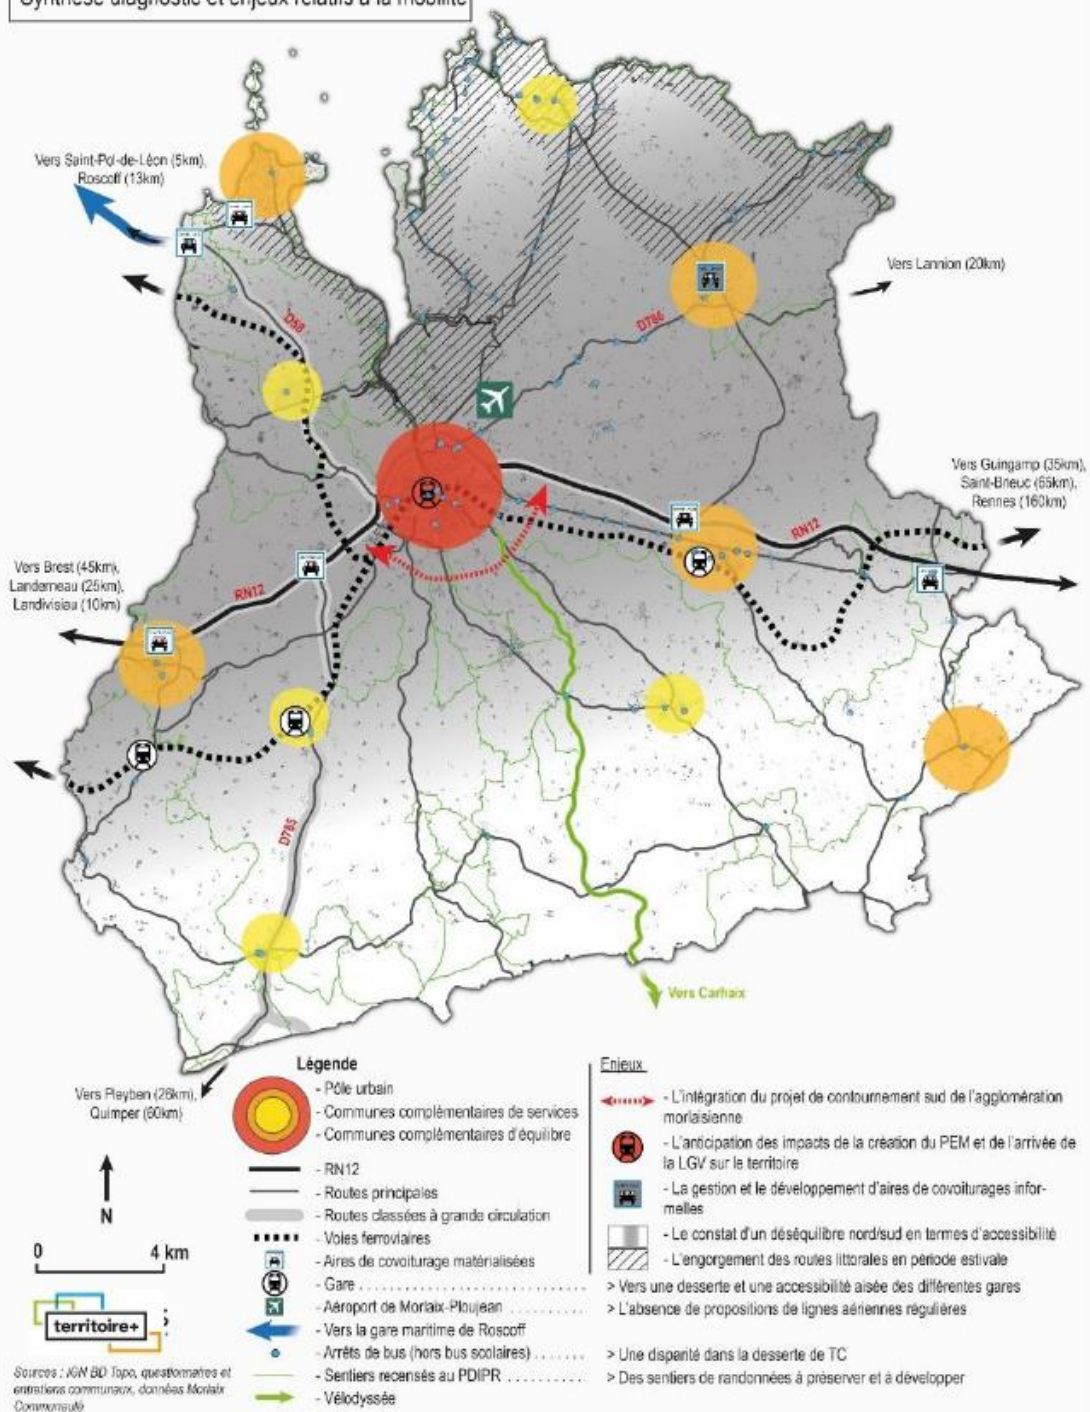 Synthèse diagnostic et enjeux relatifs à la mobilité
Vers Saint-Pol-de-Léon (5km),
Roscoff (13km)
Vers Lannion (20km)
D58
D786
Vers Guingamp (35km),
Saint-Brieuc (65km),
Rennes (160km)
RN12
Vers Brest (45km),
Landerneau (25km),
Landivisiau (10km)
RN12
D785
Vers Carhaix
Vers Pleyben (26km),
Quimper (60km)
N
0 4 km
territoire+
Sources : IGN BD Topo, questionnaires et
entretiens communaux, données Morlaix
Communauté
Légende
- Pôle urbain
- Communes complémentaires de services
- Communes complémentaires d'équilibre
- RN12
- Routes principales
- Routes classées à grande circulation
- Voies ferroviaires
- Aires de covoiturage matérialisées
- Gare
- Aéroport de Morlaix-Ploujean
- Vers la gare maritime de Roscoff
- Arrêts de bus (hors bus scolaires)
- Sentiers recensés au PDIPR
- Vélodyssée
Enjeux
- L'intégration du projet de contournement sud de l'agglomération
morlaisienne
- L'anticipation des impacts de la création du PEM et de l'arrivée de
la LGV sur le territoire
- La gestion et le développement d'aires de covoiturages infor-
melles
- Le constat d'un déséquilibre nord/sud en termes d'accessibilité
- L'engorgement des routes littorales en période estivale
> Vers une desserte et une accessibilité aisée des différentes gares
> L'absence de propositions de lignes aériennes régulières
> Une disparité dans la desserte de TC
> Des sentiers de randonnées à préserver et à développer